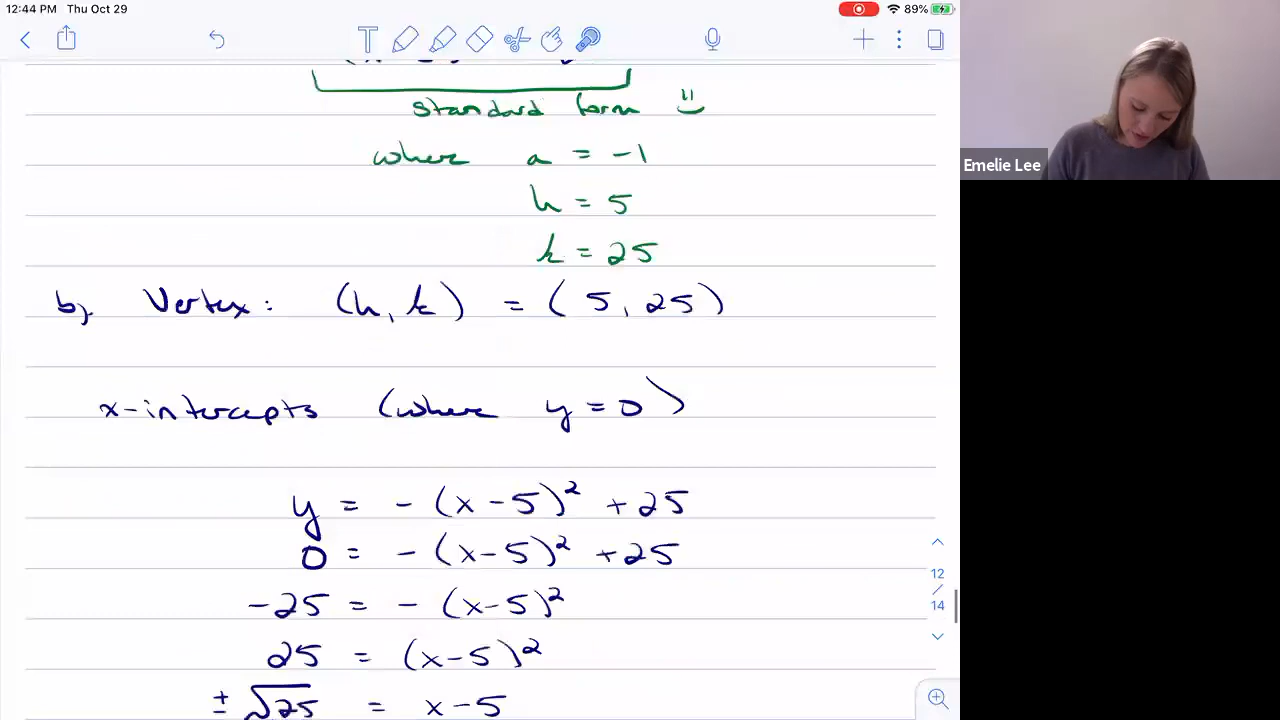 12:44 PM Thu Oct 29
89%
standard form
where a = -1
h = 5
k = 25
b) Vertex: (h, k) = (5, 25)
x-intercepts (where y = 0)
y = - (x - 5)² + 25
0 = - (x - 5)² + 25
-25 = - (x - 5)²
25 = (x - 5)²
± √25 = x - 5
12
/
14
Emelie Lee